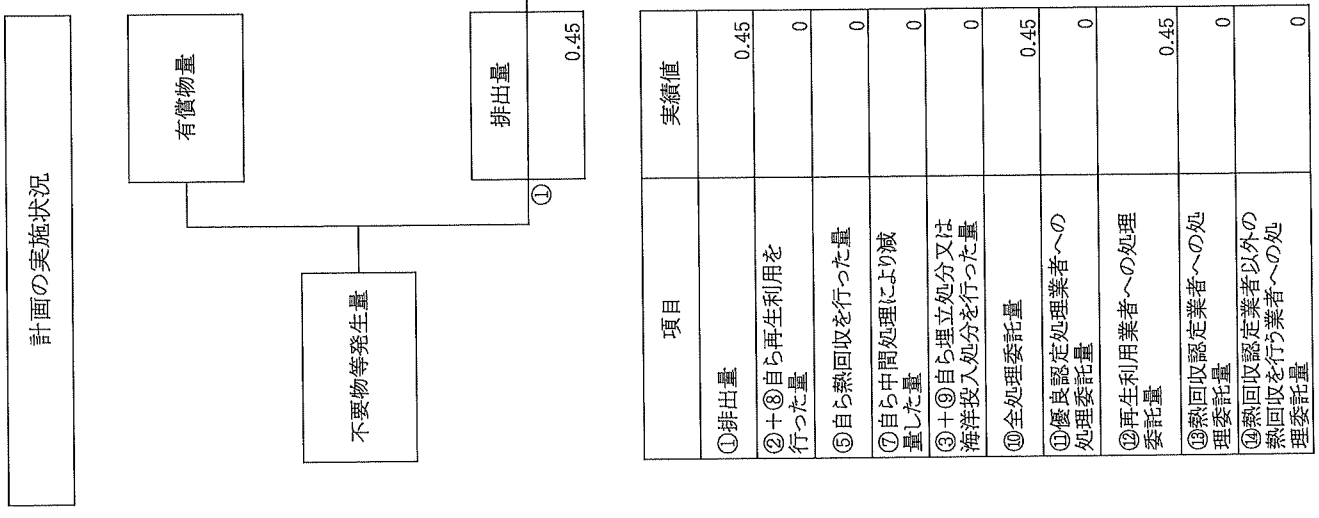 計画の実施状況
有償物量
不要物等発生量
排出量
①
0.45
項目
実績値
①排出量
0.45
②+⑧自ら再生利用を
行った量
0
⑤自ら熱回収を行った量
0
⑦自ら中間処理により減
量した量
0
③+⑨自ら埋立処分又は
海洋投入処分を行った量
0
⑩全処理委託量
0.45
⑪優良認定処理業者への
処理委託量
0
⑫再生利用業者への処理
委託量
0.45
⑬熱回収認定業者への処
理委託量
0
⑭熱回収認定業者以外の
熱回収を行う業者への処
理委託量
0